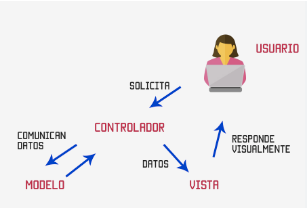 USUARIO
SOLICITA
CONTROLADOR
COMUNICAN
DATOS
RESPONDE
VISUALMENTE
DATOS
MODELO
VISTA